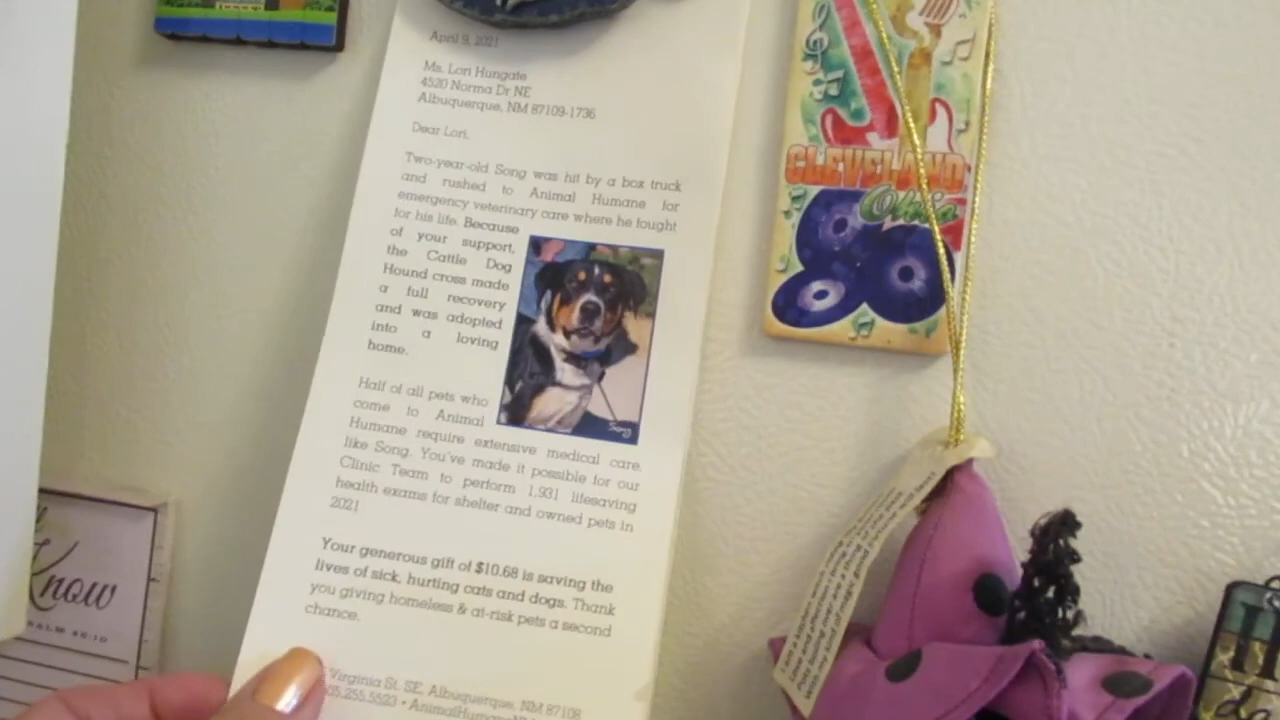 April 9, 2021
Ms. Lori Hungate
4520 Norma Dr NE
Albuquerque, NM 87109-1736
Dear Lori,
Two-year-old Song was hit by a box truck
and rushed to Animal Humane for
emergency veterinary care where he fought
for his life. Because
of your support,
the Cattle Dog
Hound cross made
a full recovery
and was adopted
into a loving
home.
Song
Half of all pets who
come to Animal
Humane require extensive medical care,
like Song. You've made it possible for our
Clinic Team to perform 1,931 lifesaving
health exams for shelter and owned pets in
2021
Your generous gift of $10.68 is saving the
lives of sick, hurting cats and dogs. Thank
you giving homeless & at-risk pets a second
chance.
Virginia St. SE, Albuquerque, NM 87108
255.5523 • AnimalHumaneNM
CLEVELAND
Ohio
I am a kitchen witch
Know
PSALM 46:10